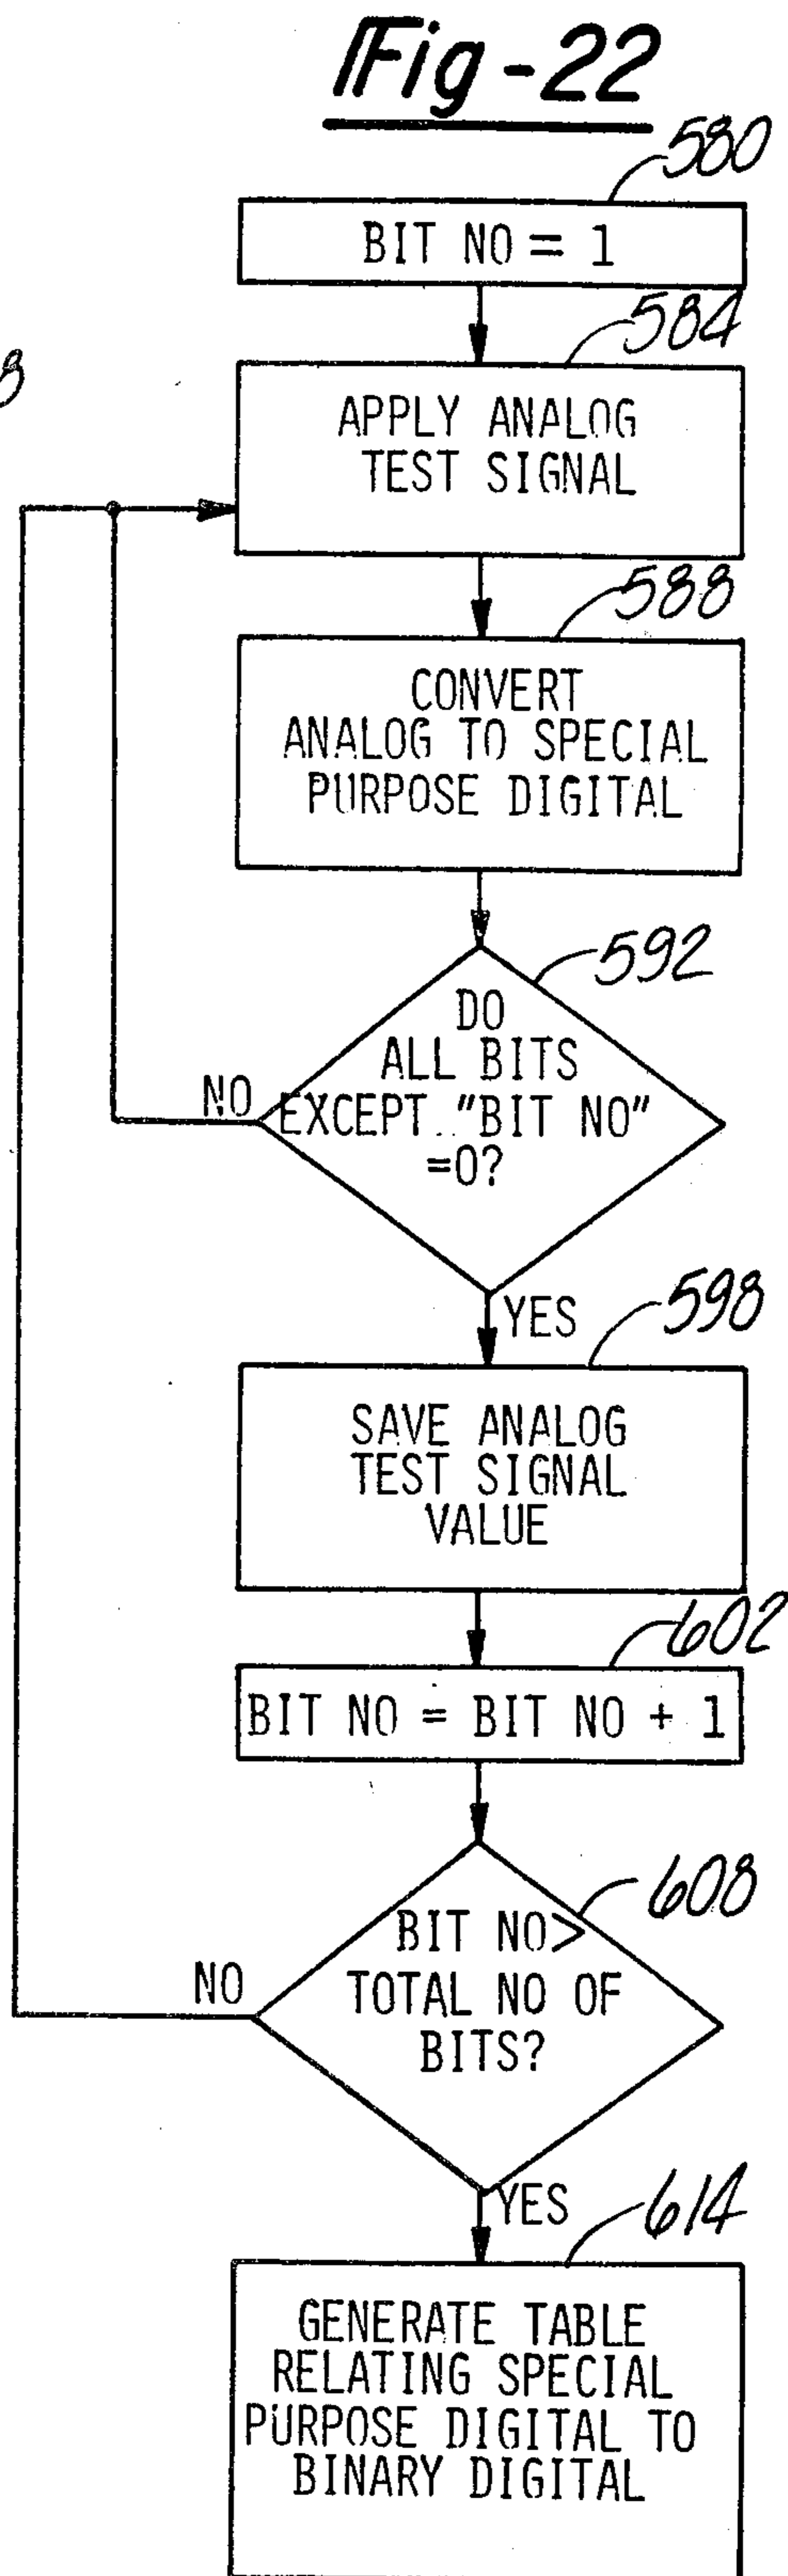 Fig-22
580
BIT NO = 1
584
8
APPLY ANALOG
TEST SIGNAL
588
CONVERT
ANALOG TO SPECIAL
PURPOSE DIGITAL
592
DO
ALL BITS
NO
EXCEPT "BIT NO"
=0?
YES
598
SAVE ANALOG
TEST SIGNAL
VALUE
602
BIT NO = BIT NO + 1
608
BIT NO>
NO
TOTAL NO OF
BITS?
YES
614
GENERATE TABLE
RELATING SPECIAL
PURPOSE DIGITAL TO
BINARY DIGITAL